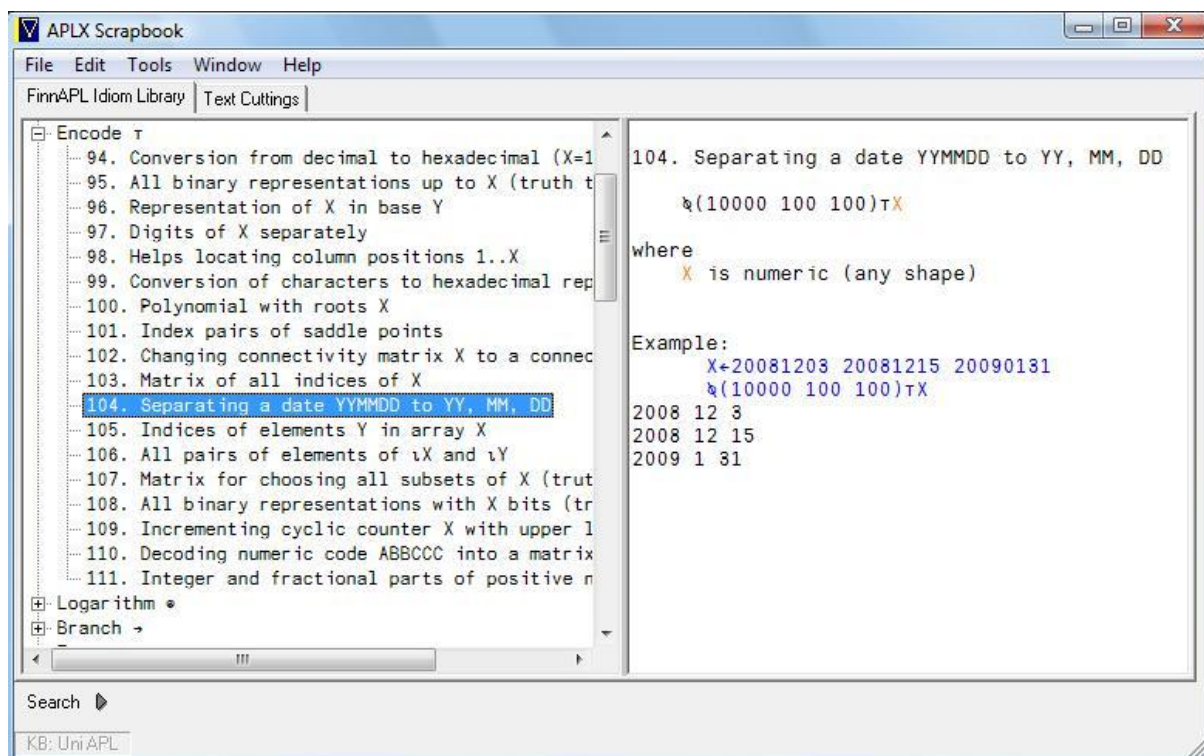 APLX Scrapbook
File Edit Tools Window Help
FinnAPL Idiom Library Text Cuttings
Encode ⊤
94. Conversion from decimal to hexadecimal (X=1
95. All binary representations up to X (truth t
96. Representation of X in base Y
97. Digits of X separately
98. Helps locating column positions 1..X
99. Conversion of characters to hexadecimal rep
100. Polynomial with roots X
101. Index pairs of saddle points
102. Changing connectivity matrix X to a connec
103. Matrix of all indices of X
104. Separating a date YYMMDD to YY, MM, DD
105. Indices of elements Y in array X
106. All pairs of elements of ⍳X and ⍳Y
107. Matrix for choosing all subsets of X (trut
108. All binary representations with X bits (tr
109. Incrementing cyclic counter X with upper l
110. Decoding numeric code ABBCCC into a matrix
111. Integer and fractional parts of positive n
Logarithm ⍟
Branch →
104. Separating a date YYMMDD to YY, MM, DD
⍉(10000 100 100)⊤X
where
X is numeric (any shape)
Example:
X←20081203 20081215 20090131
⍉(10000 100 100)⊤X
2008 12 3
2008 12 15
2009 1 31
Search
KB: UniAPL